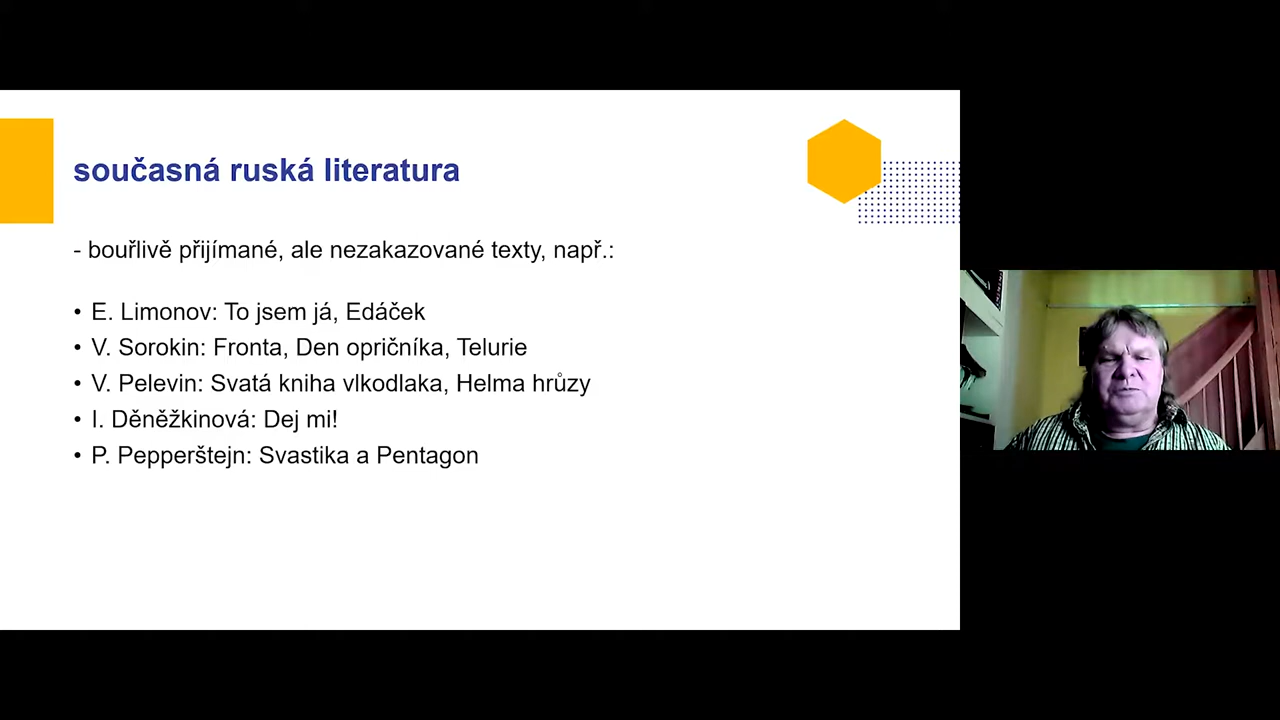 současná ruská literatura
- bouřlivě přijímané, ale nezakazované texty, např.:
• E. Limonov: To jsem já, Edáček
• V. Sorokin: Fronta, Den opričníka, Telurie
• V. Pelevin: Svatá kniha vlkodlaka, Helma hrůzy
• I. Děněžkinová: Dej mi!
• P. Pepperštejn: Svastika a Pentagon